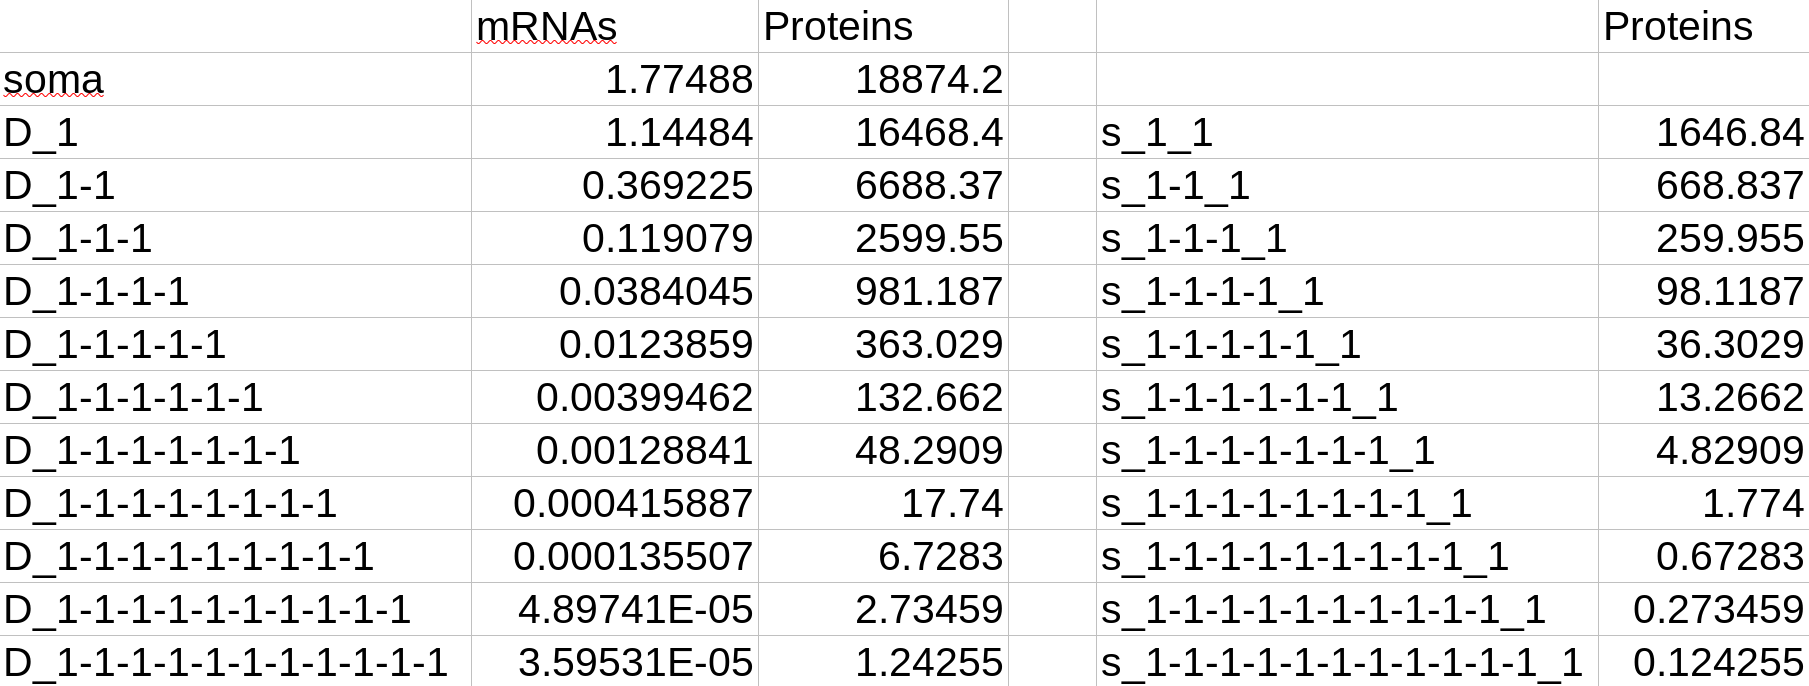 mRNAs Proteins Proteins
soma 1.77488 18874.2
D_1 1.14484 16468.4 s_1_1 1646.84
D_1-1 0.369225 6688.37 s_1-1_1 668.837
D_1-1-1 0.119079 2599.55 s_1-1-1_1 259.955
D_1-1-1-1 0.0384045 981.187 s_1-1-1-1_1 98.1187
D_1-1-1-1-1 0.0123859 363.029 s_1-1-1-1-1_1 36.3029
D_1-1-1-1-1-1 0.00399462 132.662 s_1-1-1-1-1-1_1 13.2662
D_1-1-1-1-1-1-1 0.00128841 48.2909 s_1-1-1-1-1-1-1_1 4.82909
D_1-1-1-1-1-1-1-1 0.000415887 17.74 s_1-1-1-1-1-1-1-1_1 1.774
D_1-1-1-1-1-1-1-1-1 0.000135507 6.7283 s_1-1-1-1-1-1-1-1-1_1 0.67283
D_1-1-1-1-1-1-1-1-1-1 4.89741E-05 2.73459 s_1-1-1-1-1-1-1-1-1-1_1 0.273459
D_1-1-1-1-1-1-1-1-1-1-1 3.59531E-05 1.24255 s_1-1-1-1-1-1-1-1-1-1-1_1 0.124255